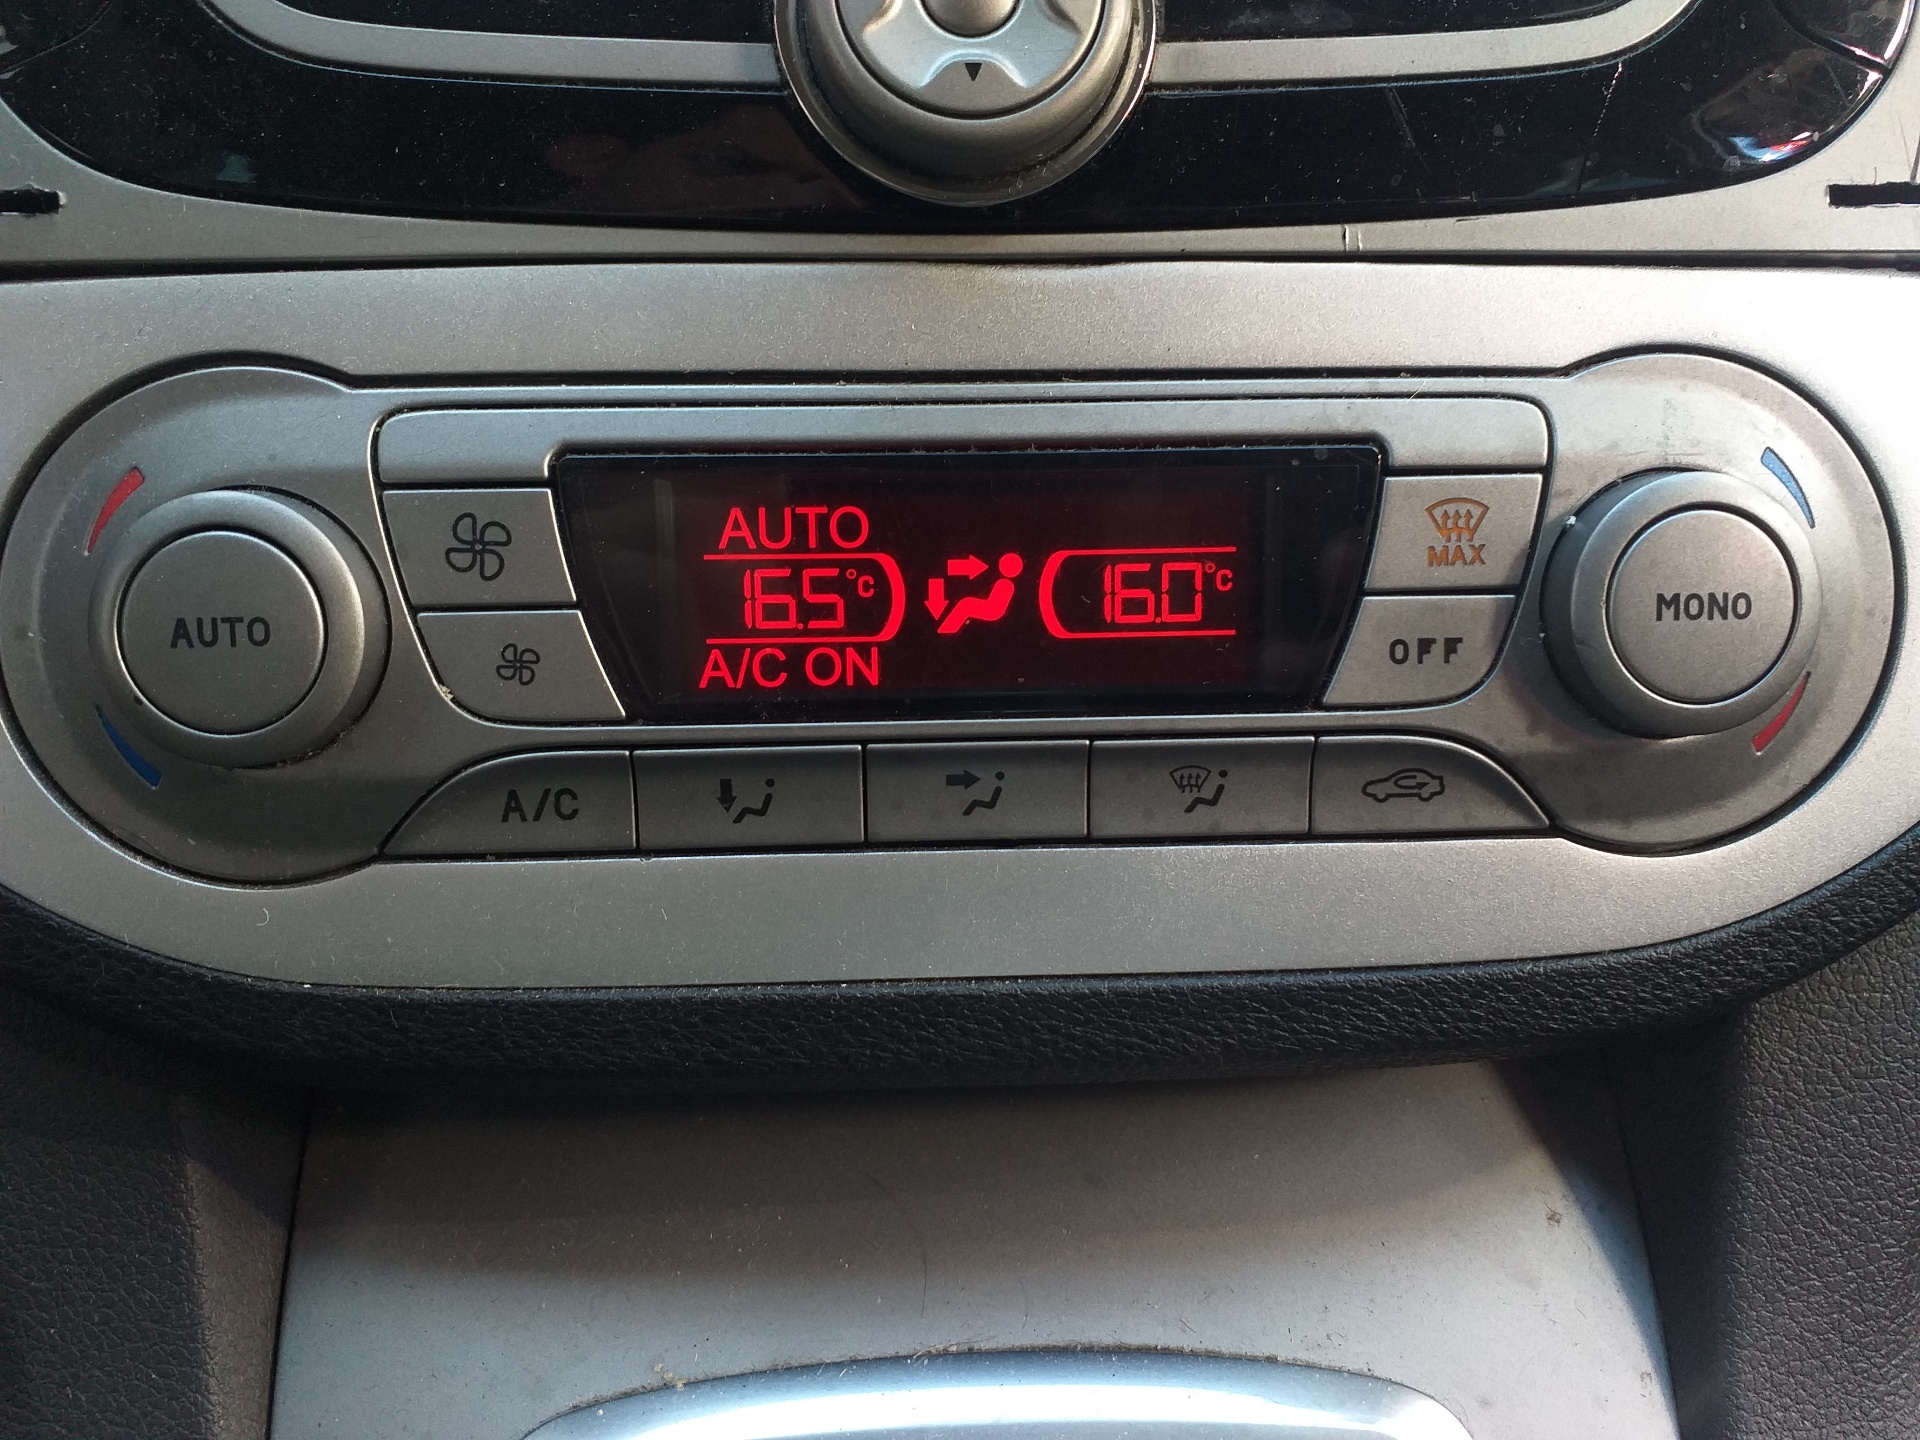 AUTO
16.5°C 16.0°C
A/C ON
MAX
AUTO
OFF
MONO
A/C